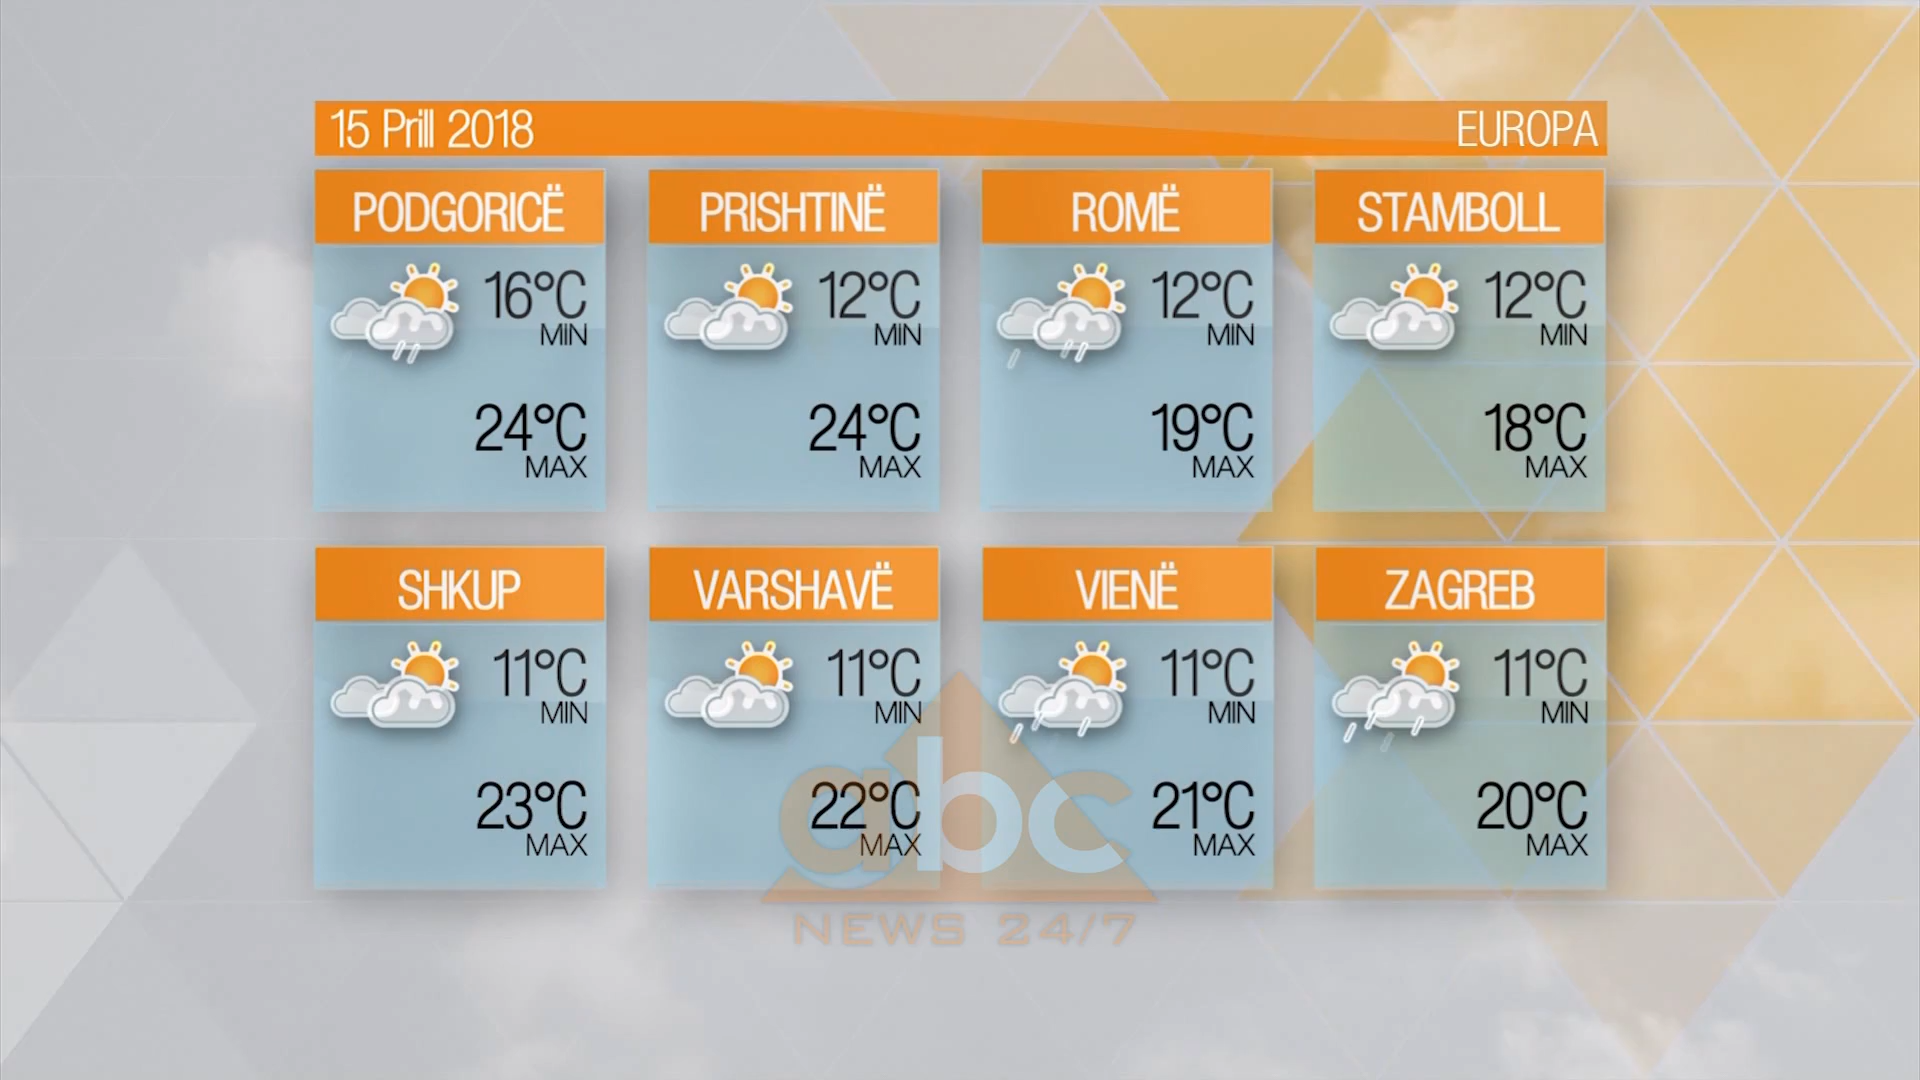 15 Prill 2018
EUROPA
PODGORICË
16°C
MIN
24°C
MAX
PRISHTINË
12°C
MIN
24°C
MAX
ROMË
12°C
MIN
19°C
MAX
STAMBOLL
12°C
MIN
18°C
MAX
SHKUP
11°C
MIN
23°C
MAX
VARSHAVË
11°C
MIN
22°C
MAX
VIENË
11°C
MIN
21°C
MAX
ZAGREB
11°C
MIN
20°C
MAX
abc
NEWS 24/7